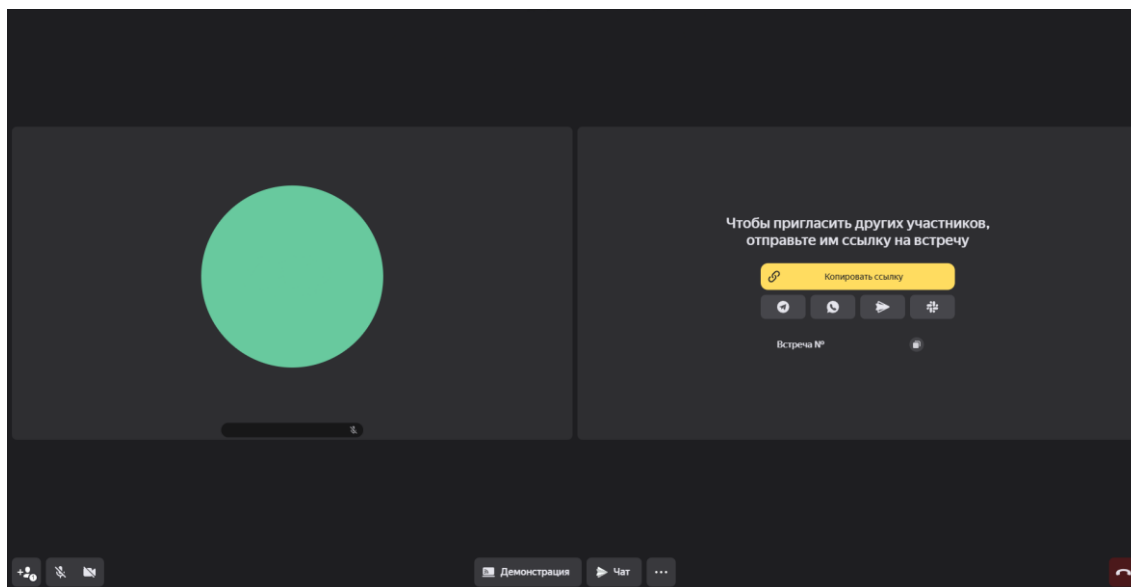 Чтобы пригласить других участников,
отправьте им ссылку на встречу
Копировать ссылку
Встреча №
Демонстрация
Чат